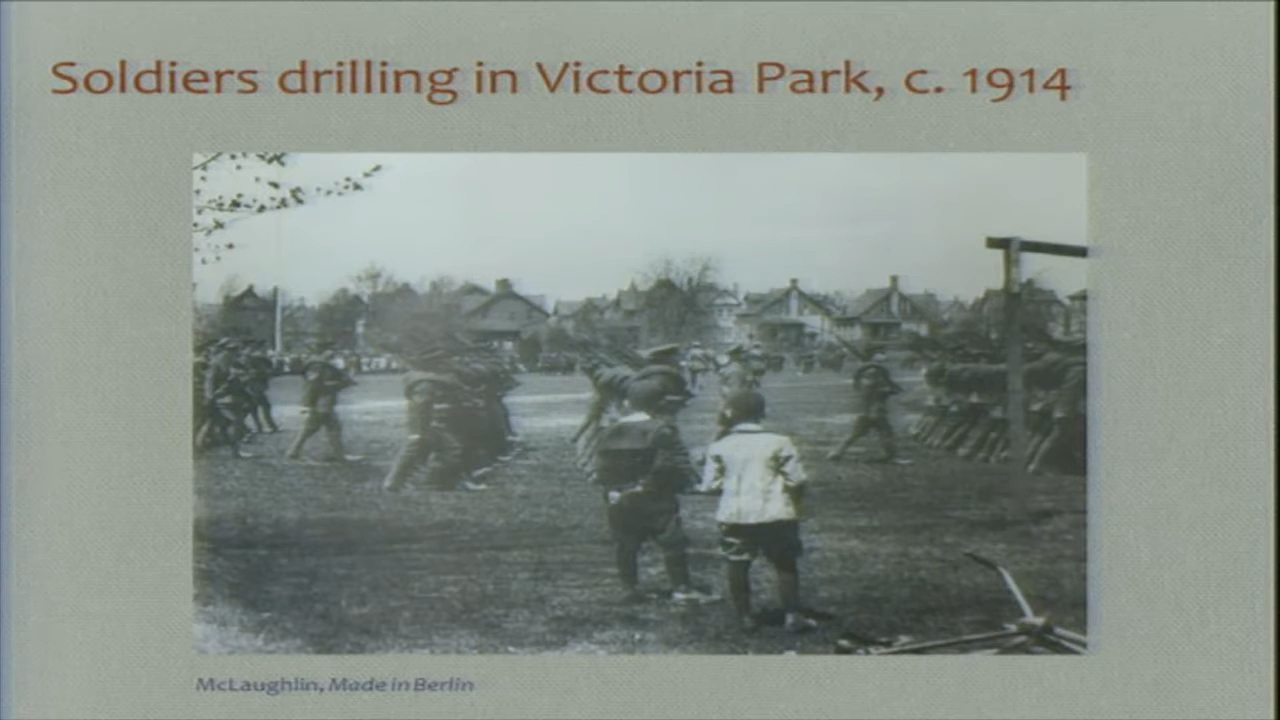 Soldiers drilling in Victoria Park, c. 1914
McLaughlin, Made in Berlin